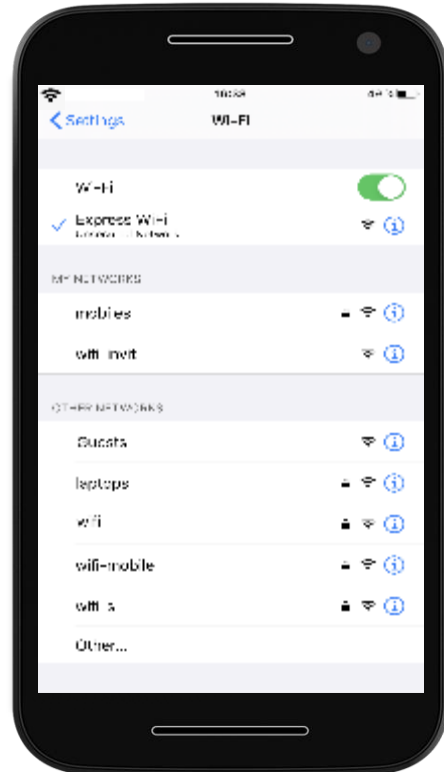 Settings Wi-Fi
Wi-Fi
Express Wi-Fi
MY NETWORKS
mobiles
OTHER NETWORKS
Guests
laptops
wifi
wifi-mobile
Other...